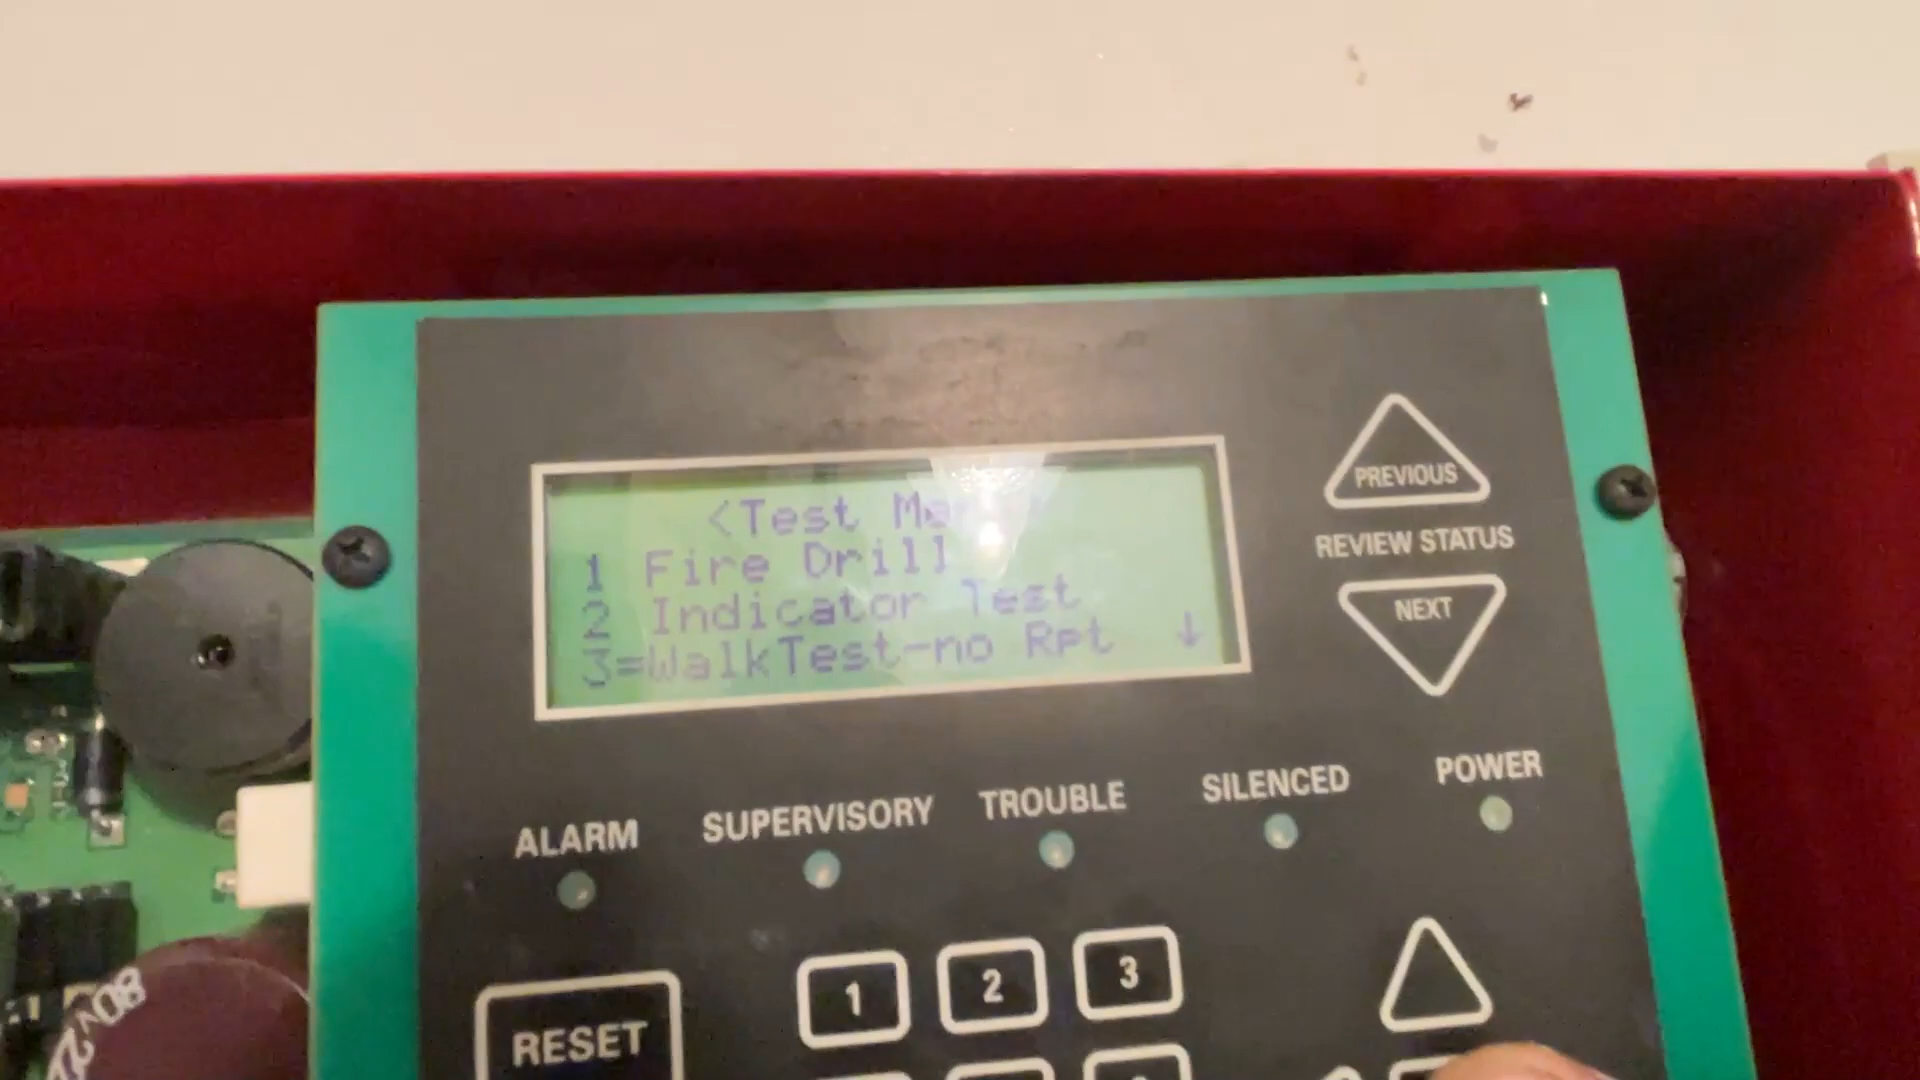 <Test Me
1 Fire Drill
2 Indicator Test
3=WalkTest-no Rpt ↓
PREVIOUS
REVIEW STATUS
NEXT
ALARM
SUPERVISORY
TROUBLE
SILENCED
POWER
1
2
3
RESET